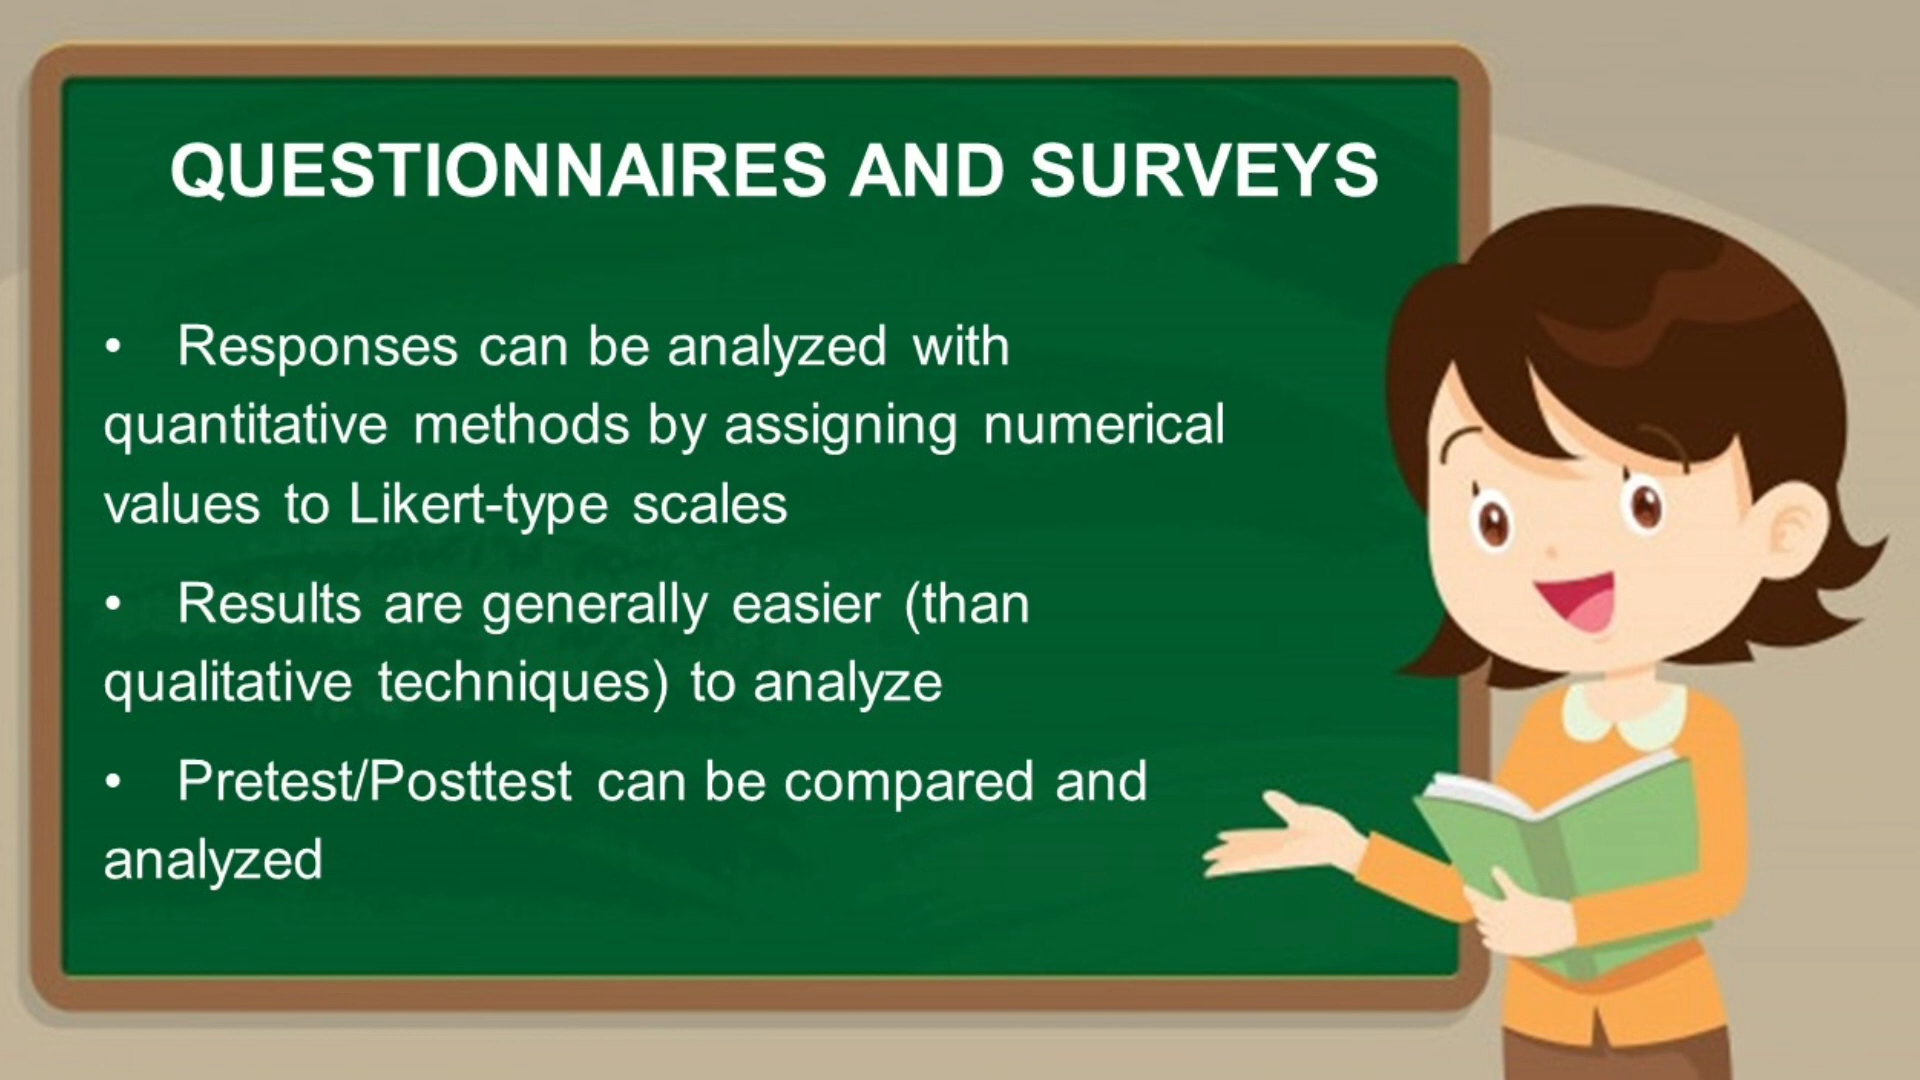 QUESTIONNAIRES AND SURVEYS
• Responses can be analyzed with
quantitative methods by assigning numerical
values to Likert-type scales
• Results are generally easier (than
qualitative techniques) to analyze
• Pretest/Posttest can be compared and
analyzed